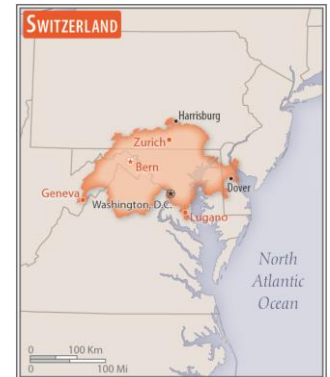 SWITZERLAND
Harrisburg
Zurich
Bern
Geneva
Dover
Washington, D.C.
Lugano
North
Atlantic
Ocean
0 100 Km
0 100 Mi